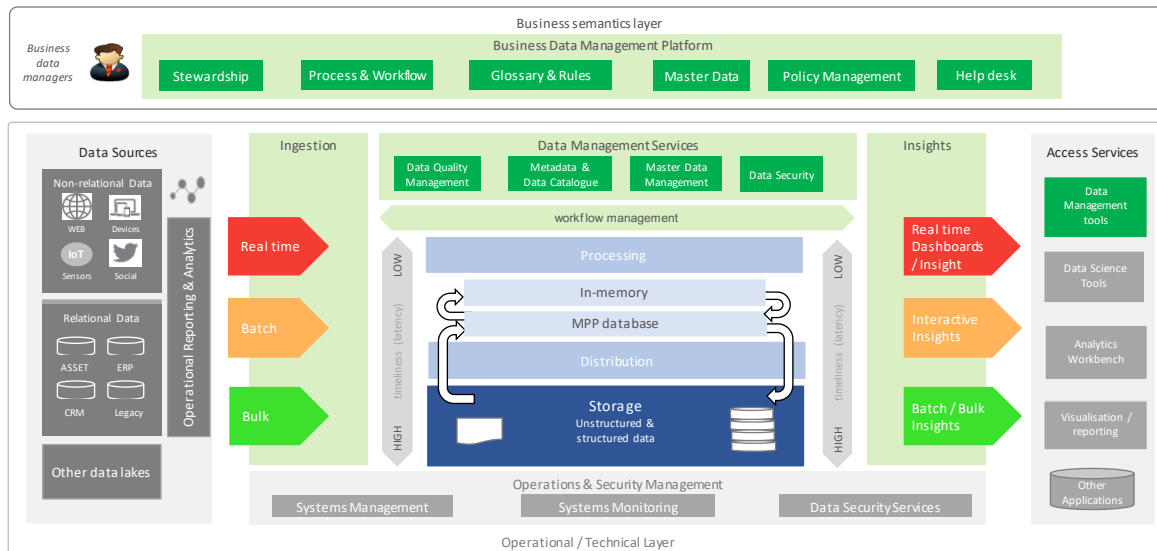 Business semantics layer
Business
data
managers
Business Data Management Platform
Stewardship
Process & Workflow
Glossary & Rules
Master Data
Policy Management
Help desk
Data Sources
Non-relational Data
WEB
Devices
IoT
Sensors
Social
Relational Data
ASSET
ERP
CRM
Legacy
Other data lakes
Operational Reporting & Analytics
Ingestion
Real time
Batch
Bulk
Data Management Services
Data Quality
Management
Metadata &
Data Catalogue
Master Data
Management
Data Security
workflow management
LOW
timeliness (latency)
HIGH
Processing
In-memory
MPP database
Distribution
Storage
Unstructured &
structured data
LOW
timeliness (latency)
HIGH
Insights
Real time
Dashboards
/ Insight
Interactive
Insights
Batch / Bulk
Insights
Access Services
Data
Management
tools
Data Science
Tools
Analytics
Workbench
Visualisation /
reporting
Other
Applications
Operations & Security Management
Systems Management
Systems Monitoring
Data Security Services
Operational / Technical Layer